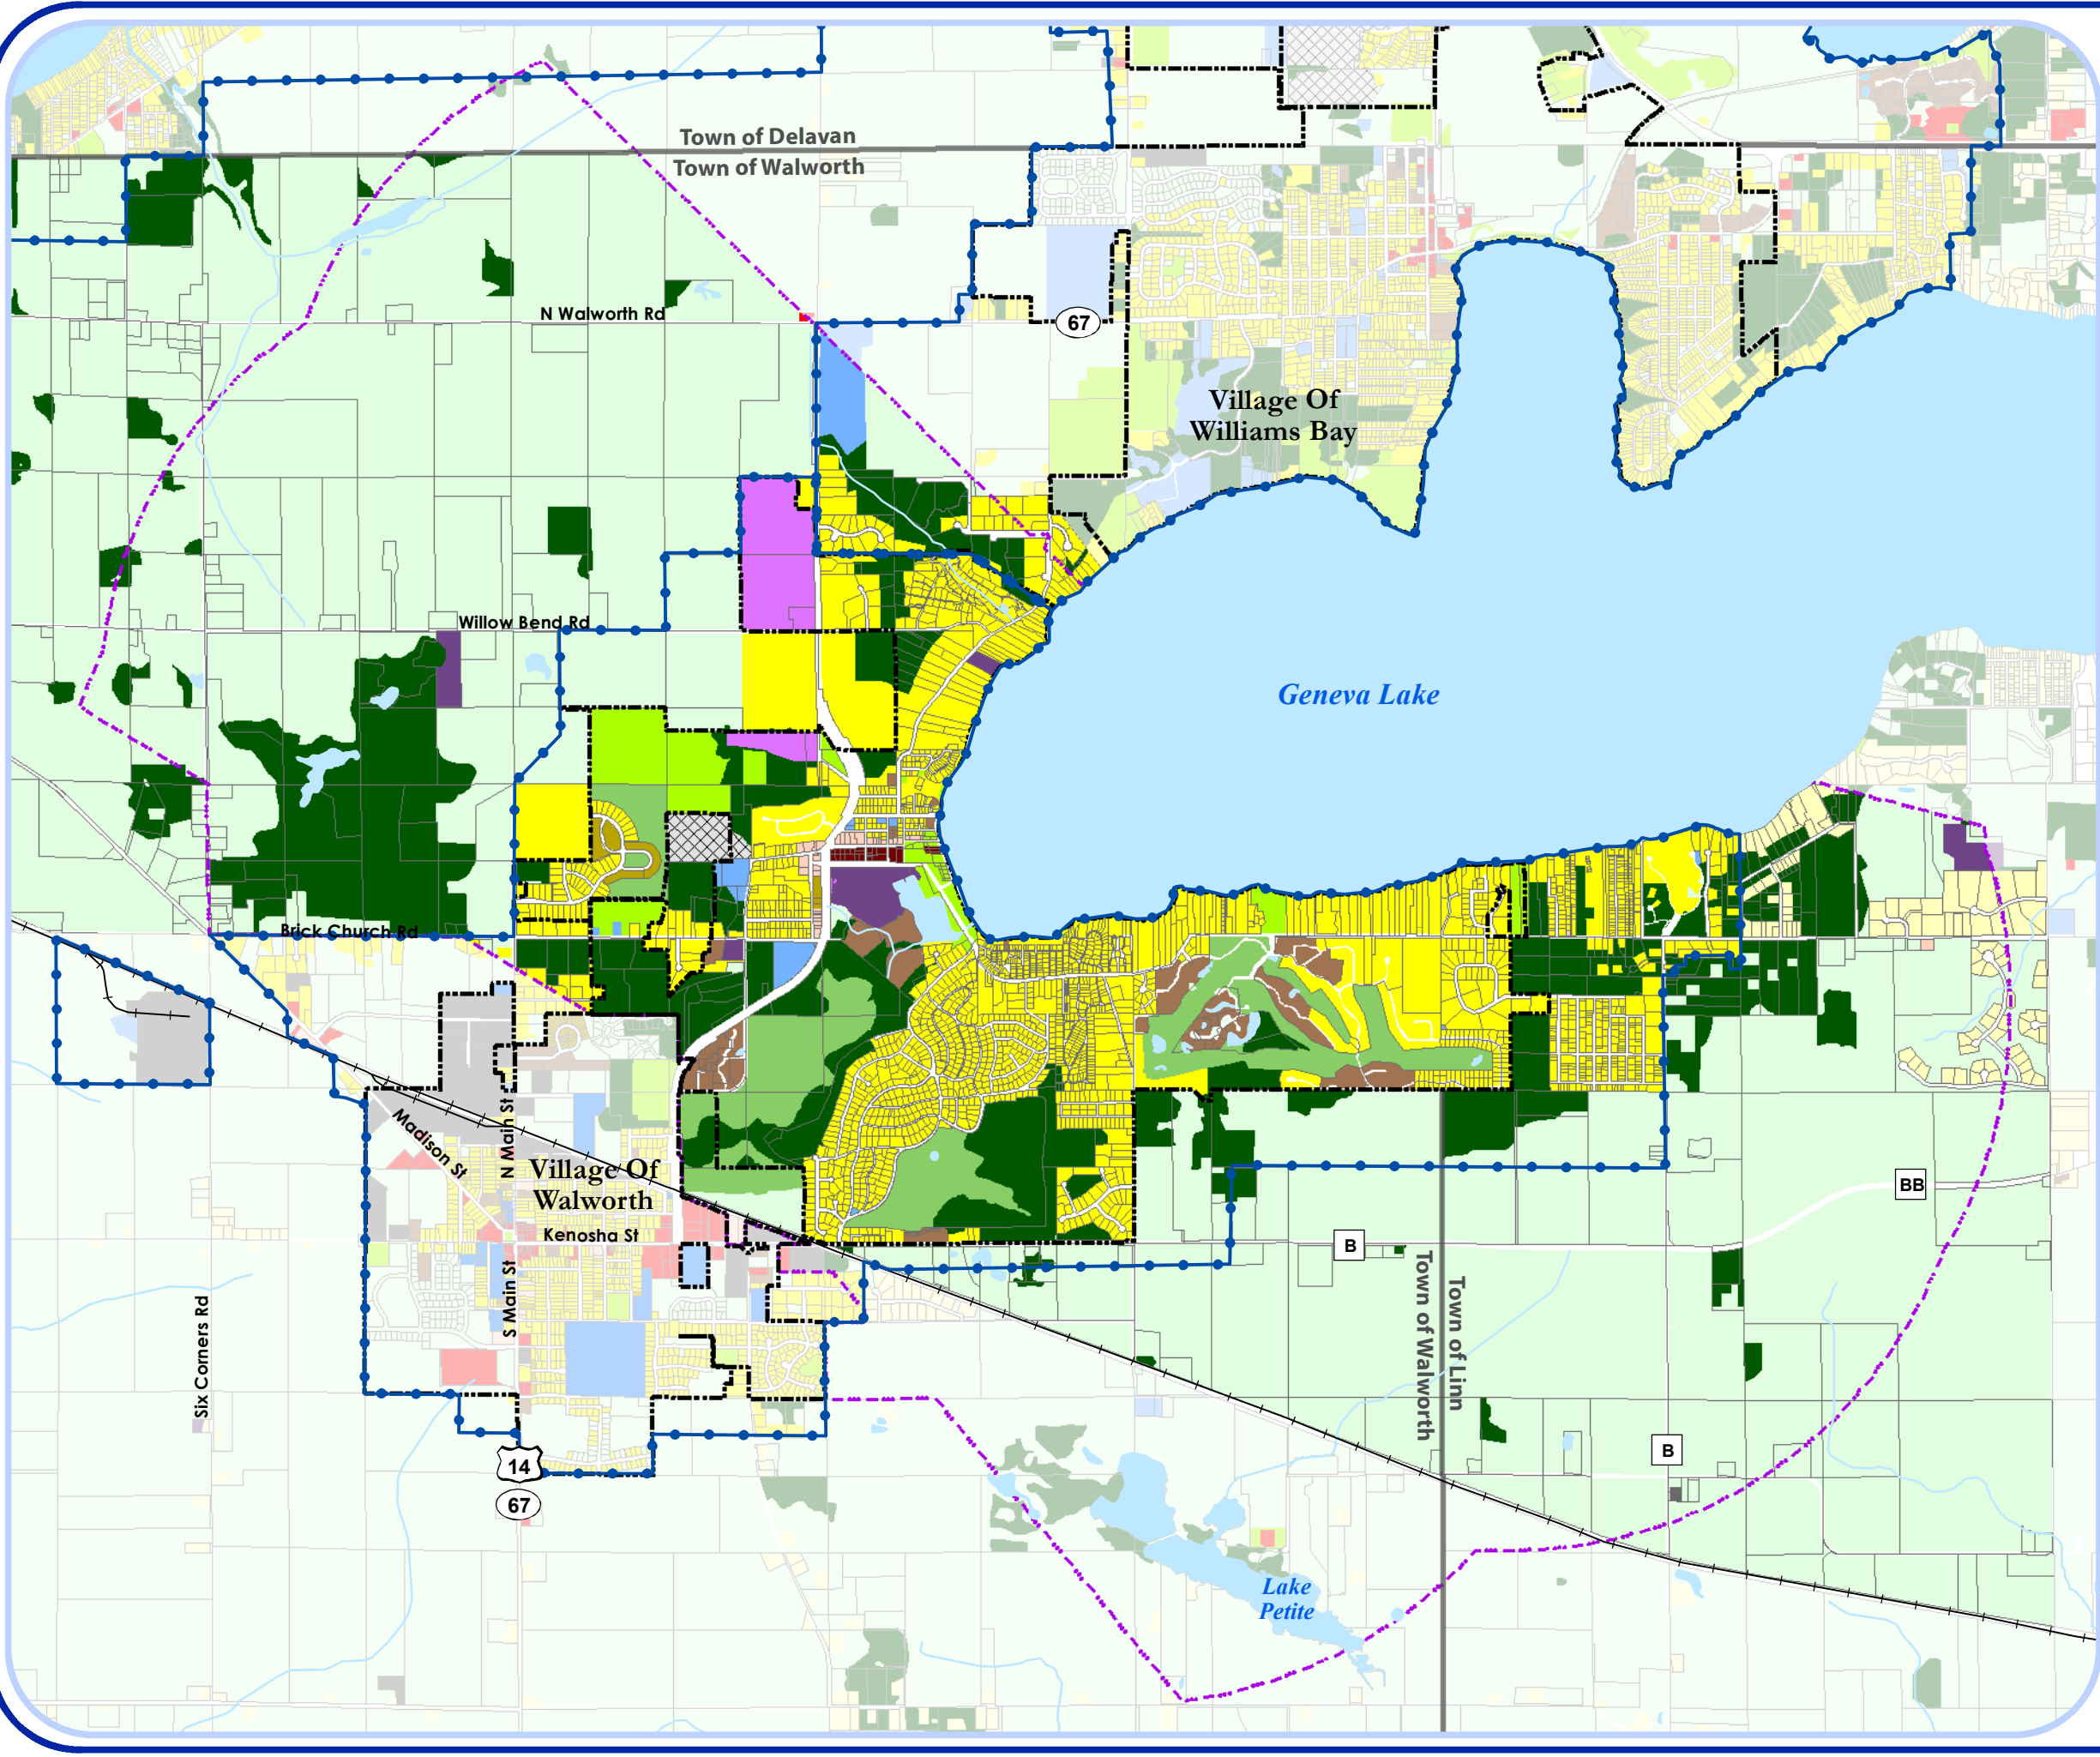 Town of Delavan
Town of Walworth
N Walworth Rd
67
Village Of
Williams Bay
Willow Bend Rd
Geneva Lake
Brick Church Rd
Madison St
N Main St
Village Of
Walworth
Kenosha St
S Main St
Six Corners Rd
BB
B
Town of Walworth
Town of Linn
B
14
67
Lake
Petite